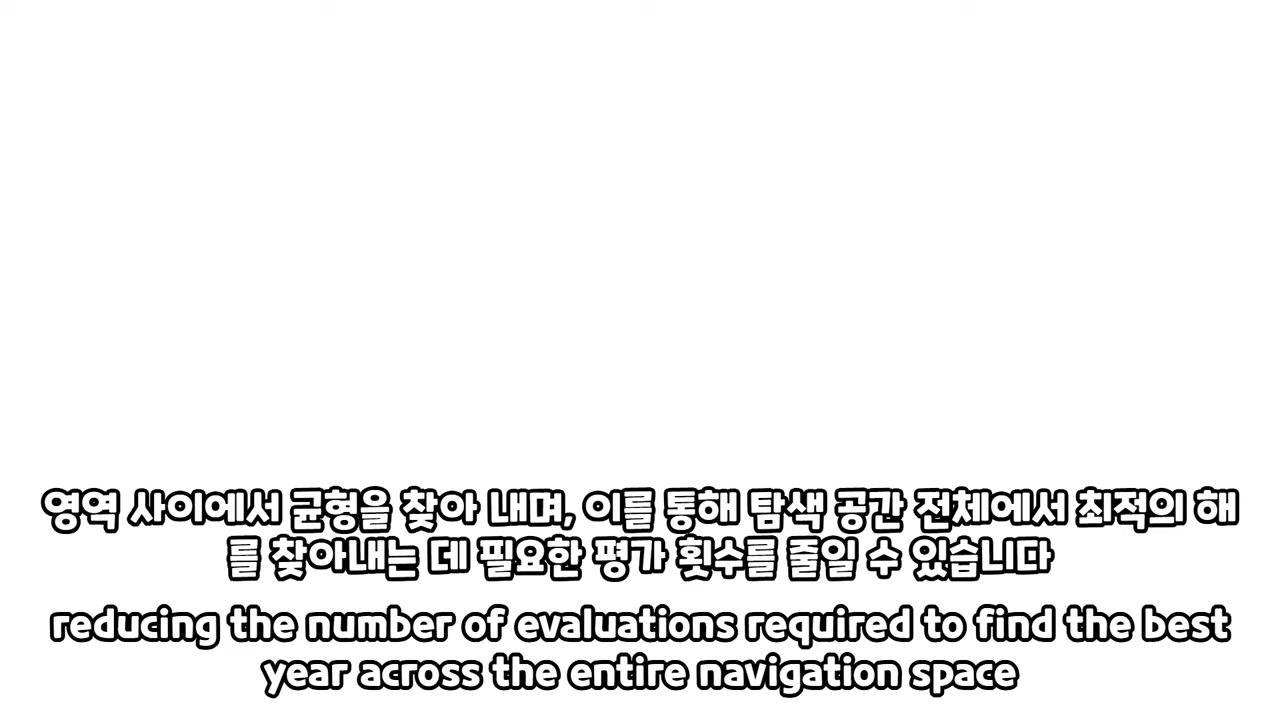 영역 사이에서 균형을 찾아 내며, 이를 통해 탐색 공간 전체에서 최적의 해
를 찾아내는 데 필요한 평가 횟수를 줄일 수 있습니다
reducing the number of evaluations required to find the best
year across the entire navigation space